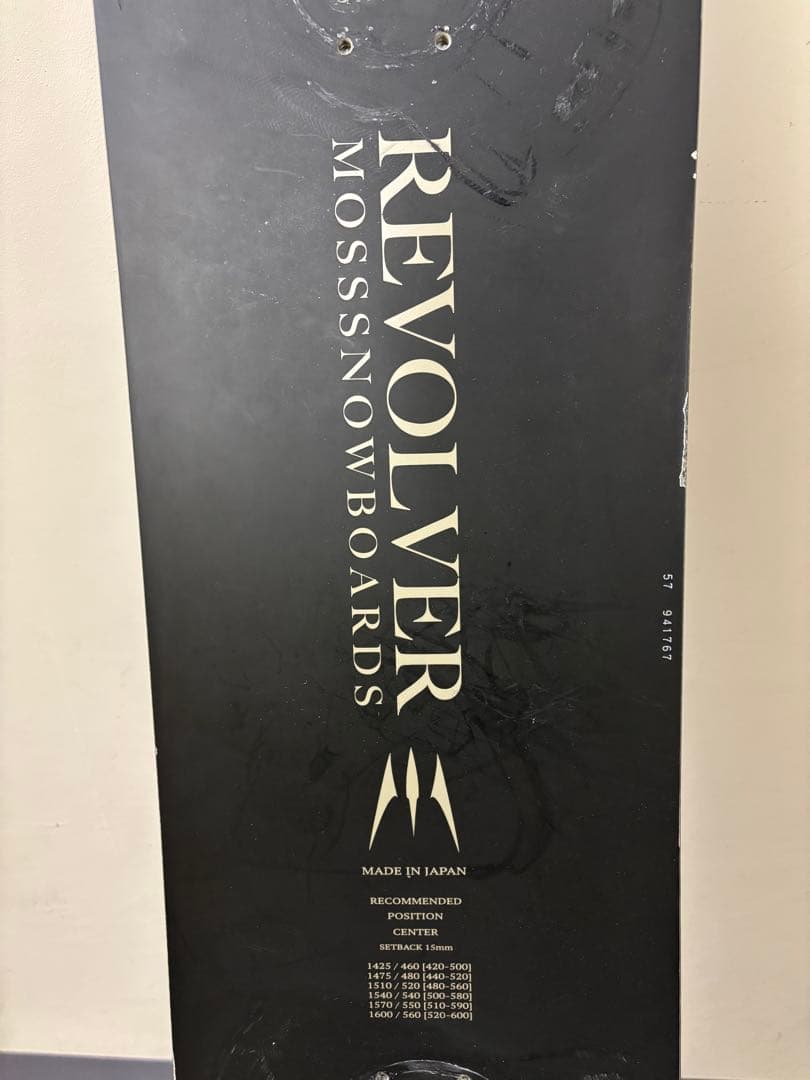 REVOLVER
MOSSSNOWBOARDS
57 941767
MADE IN JAPAN
RECOMMENDED
POSITION
CENTER
SETBACK 15mm
1425 / 460 [420-500]
1475 / 480 [440-520]
1510 / 520 [480-560]
1540 / 540 [500-580]
1570 / 550 [510-590]
1600 / 560 [520-600]